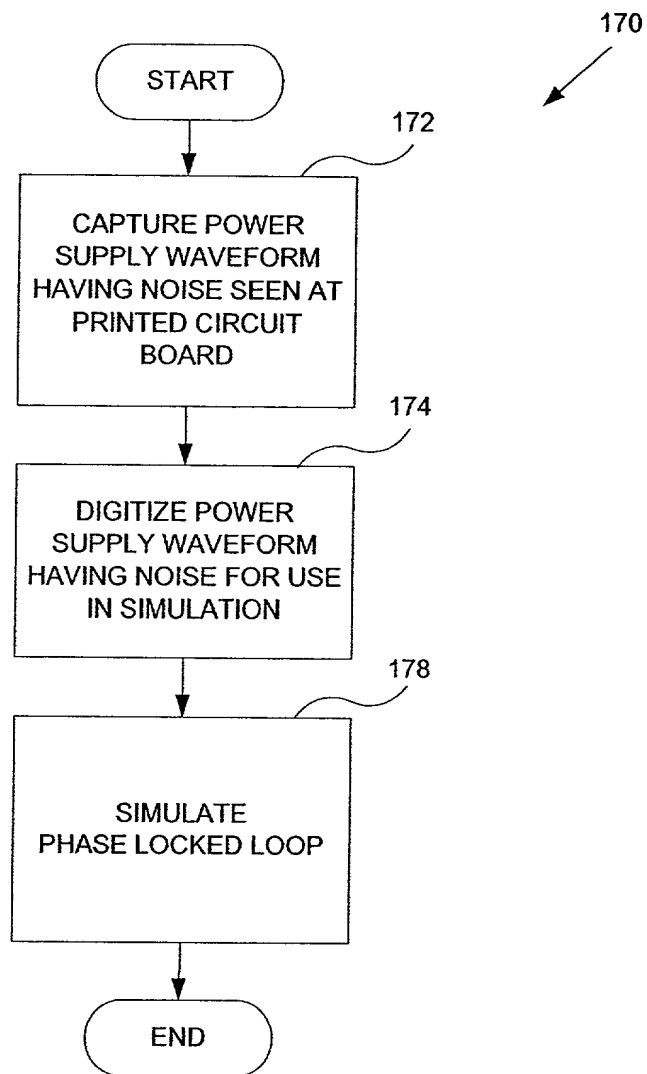 170
START
172
CAPTURE POWER
SUPPLY WAVEFORM
HAVING NOISE SEEN AT
PRINTED CIRCUIT
BOARD
174
DIGITIZE POWER
SUPPLY WAVEFORM
HAVING NOISE FOR USE
IN SIMULATION
178
SIMULATE
PHASE LOCKED LOOP
END